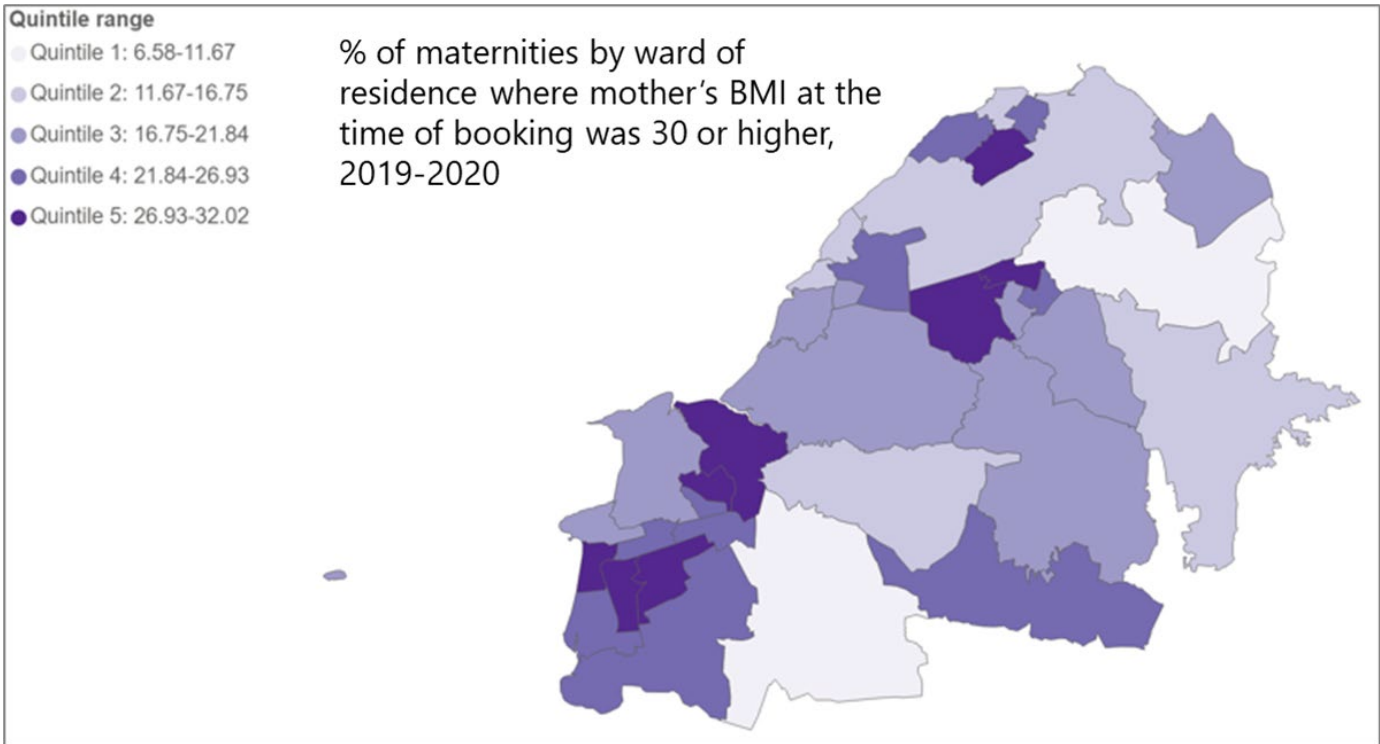 Quintile range
Quintile 1: 6.58-11.67
Quintile 2: 11.67-16.75
Quintile 3: 16.75-21.84
Quintile 4: 21.84-26.93
Quintile 5: 26.93-32.02
% of maternities by ward of
residence where mother’s BMI at the
time of booking was 30 or higher,
2019-2020